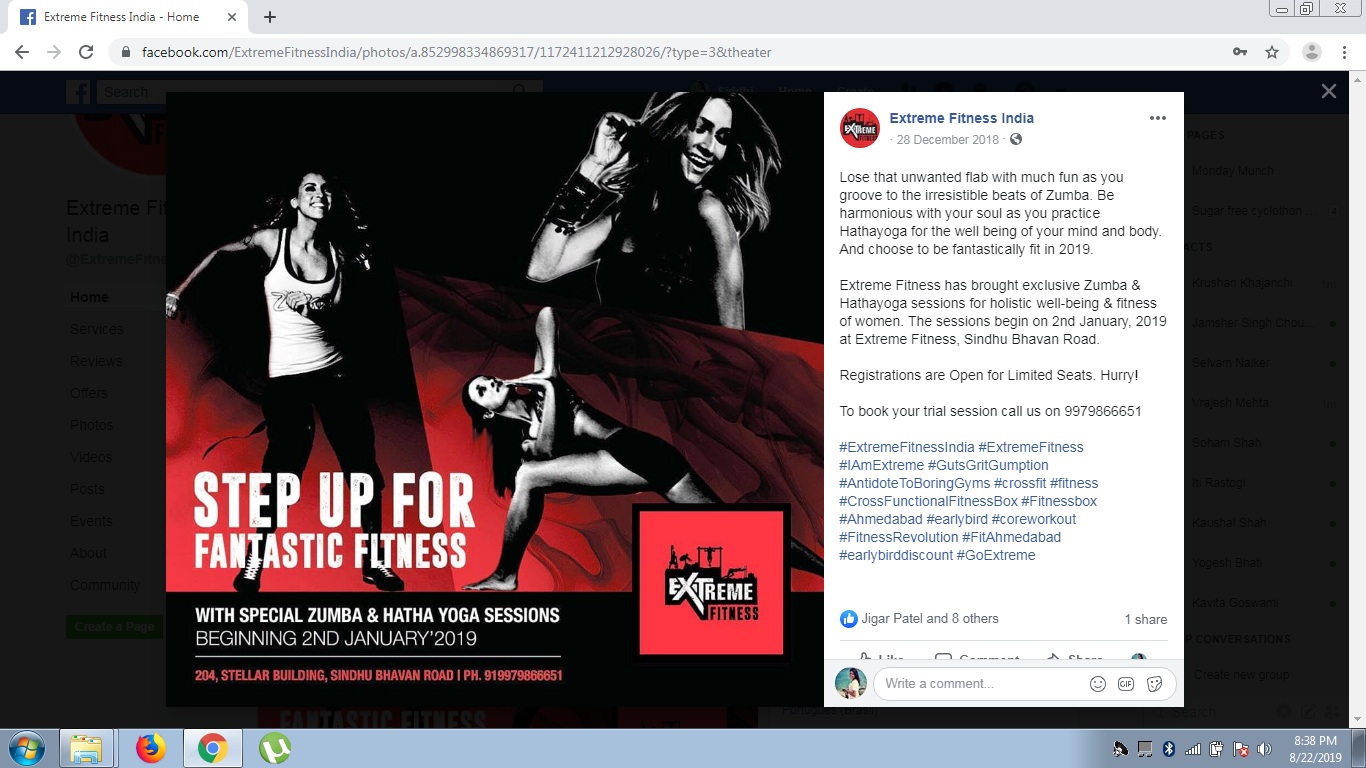 Extreme Fitness India - Home
facebook.com/ExtremeFitnessIndia/photos/a.852998334869317/1172411212928026/?type=3&theater
Search
Siddhi
Home
Create
Extreme Fit
India
@ExtremeFitne
Home
Services
Reviews
Offers
Photos
Videos
Posts
Events
About
Community
Create a Page
STEP UP FOR
FANTASTIC FITNESS
EXTREME
FITNESS
WITH SPECIAL ZUMBA & HATHA YOGA SESSIONS
BEGINNING 2ND JANUARY'2019
204, STELLAR BUILDING, SINDHU BHAVAN ROAD I PH. 919979866651
FANTASTIC FITNESS
EXTREME
FITNESS
Extreme Fitness India
· 28 December 2018 ·
Lose that unwanted flab with much fun as you
groove to the irresistible beats of Zumba. Be
harmonious with your soul as you practice
Hathayoga for the well being of your mind and body.
And choose to be fantastically fit in 2019.
Extreme Fitness has brought exclusive Zumba &
Hathayoga sessions for holistic well-being & fitness
of women. The sessions begin on 2nd January, 2019
at Extreme Fitness, Sindhu Bhavan Road.
Registrations are Open for Limited Seats. Hurry!
To book your trial session call us on 9979866651
#ExtremeFitnessIndia #ExtremeFitness
#IAmExtreme #GutsGritGumption
#AntidoteToBoringGyms #crossfit #fitness
#CrossFunctionalFitnessBox #Fitnessbox
#Ahmedabad #earlybird #coreworkout
#FitnessRevolution #FitAhmedabad
#earlybirddiscount #GoExtreme
Jigar Patel and 8 others
1 share
Like
Comment
Share
Write a comment...
GIF
PAGES
Monday Munch
Sugar free cyclothon ... 4
ACTS
Krushan Khajanchi
Jamsher Singh Chou...
Selvam Naiker
Vrajesh Mehta
Soham Shah
Iti Rastogi
Kaushal Shah
Yogesh Bhati
Kavita Goswami
P CONVERSATIONS
Create new group
Search
8:38 PM
8/22/2019